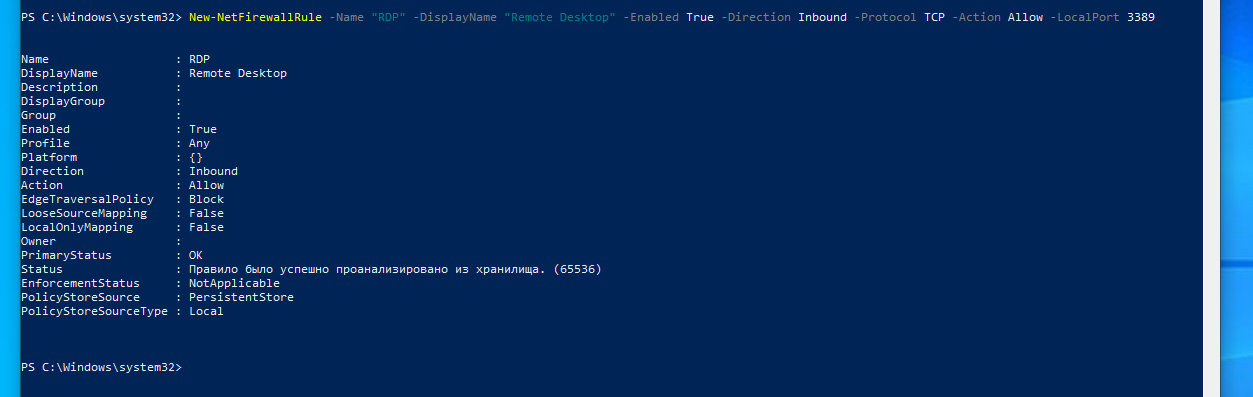 PS C:\Windows\system32> New-NetFirewallRule -Name "RDP" -DisplayName "Remote Desktop" -Enabled True -Direction Inbound -Protocol TCP -Action Allow -LocalPort 3389
Name                  : RDP
DisplayName           : Remote Desktop
Description           :
DisplayGroup          :
Group                 :
Enabled               : True
Profile               : Any
Platform              : {}
Direction             : Inbound
Action                : Allow
EdgeTraversalPolicy   : Block
LooseSourceMapping    : False
LocalOnlyMapping      : False
Owner                 :
PrimaryStatus         : OK
Status                : Правило было успешно проанализировано из хранилища. (65536)
EnforcementStatus     : NotApplicable
PolicyStoreSource     : PersistentStore
PolicyStoreSourceType : Local
PS C:\Windows\system32>